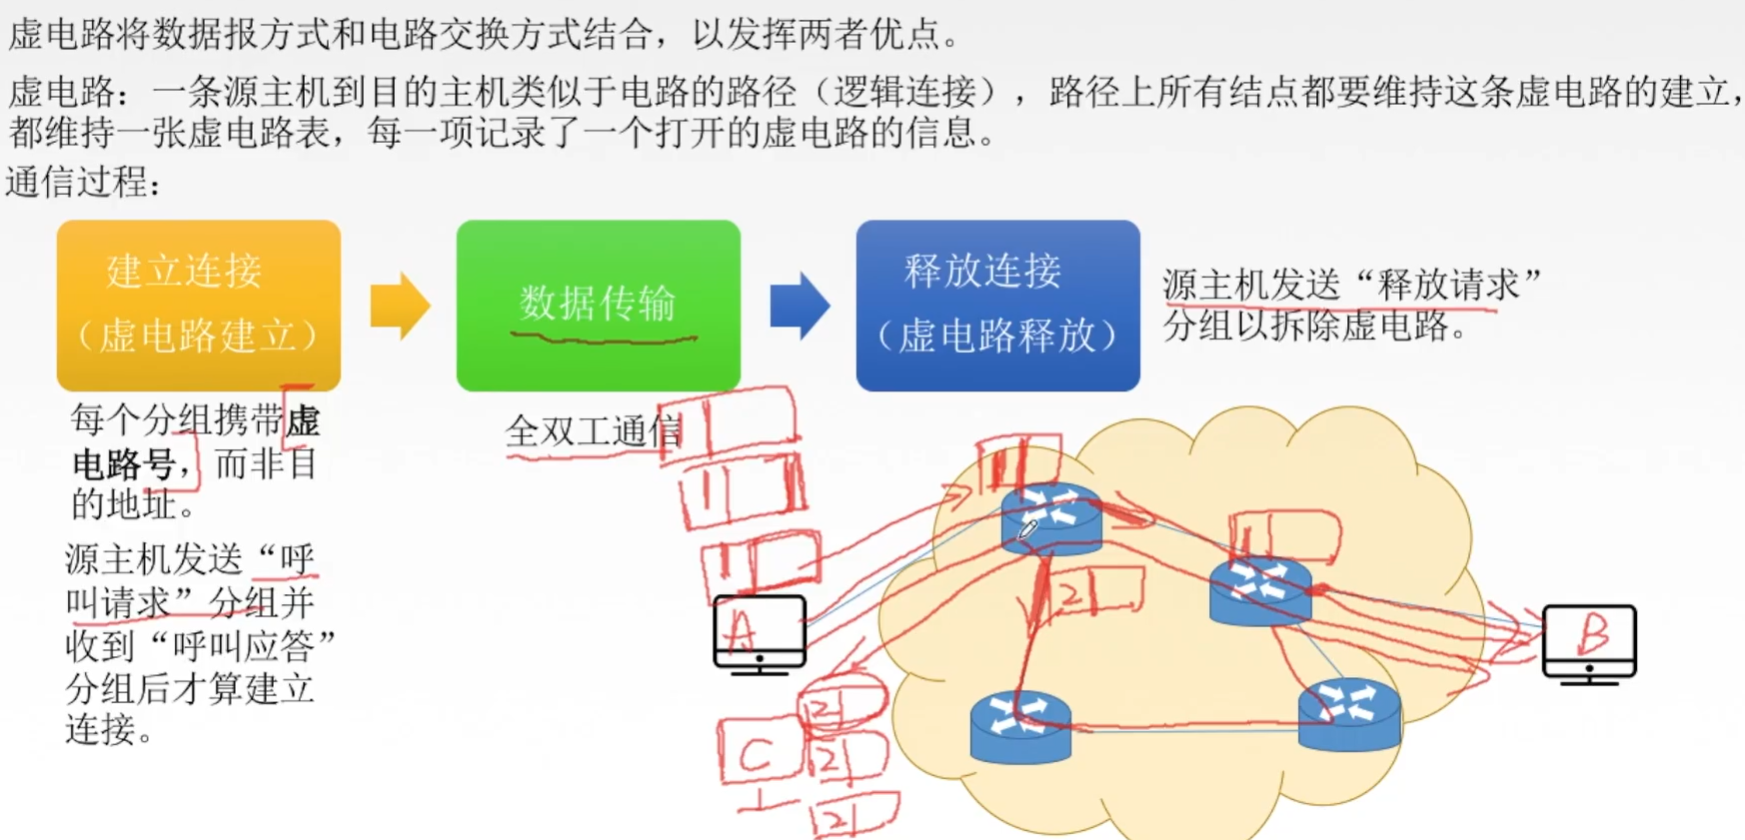 虚电路将数据报方式和电路交换方式结合，以发挥两者优点。
虚电路：一条源主机到目的主机类似于电路的路径（逻辑连接），路径上所有结点都要维持这条虚电路的建立，
都维持一张虚电路表，每一项记录了一个打开的虚电路的信息。
通信过程：
建立连接
（虚电路建立）
数据传输
释放连接
（虚电路释放）
源主机发送“释放请求”
分组以拆除虚电路。
每个分组携带虚
电路号，而非目
的地址。
源主机发送“呼
叫请求”分组并
收到“呼叫应答”
分组后才算建立
连接。
全双工通信
1
1
1
1
1
2
A
B
C
2
2
2